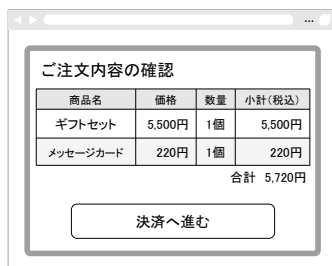 ご注文内容の確認
商品名 価格 数量 小計(税込)
ギフトセット 5,500円 1個 5,500円
メッセージカード 220円 1個 220円
合計 5,720円
決済へ進む